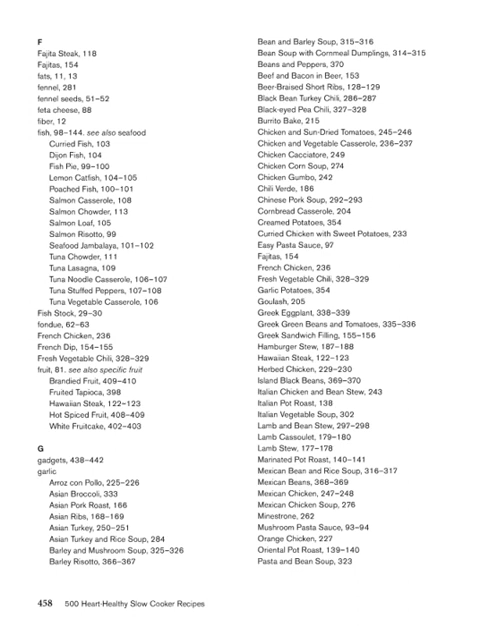 F
Fajita Steak, 118
Fajitas, 154
fats, 11, 13
fennel, 281
fennel seeds, 51–52
feta cheese, 88
fiber, 12
fish, 98–144. see also seafood
Curried Fish, 103
Dijon Fish, 104
Fish Pie, 99–100
Lemon Catfish, 104–105
Poached Fish, 100–101
Salmon Casserole, 108
Salmon Chowder, 113
Salmon Loaf, 105
Salmon Risotto, 99
Seafood Jambalaya, 101–102
Tuna Chowder, 111
Tuna Lasagna, 109
Tuna Noodle Casserole, 106–107
Tuna Stuffed Peppers, 107–108
Tuna Vegetable Casserole, 106
Fish Stock, 29–30
fondue, 62–63
French Chicken, 236
French Dip, 154–155
Fresh Vegetable Chili, 328–329
fruit, 81. see also specific fruit
Brandied Fruit, 409–410
Fruited Tapioca, 398
Hawaiian Steak, 122–123
Hot Spiced Fruit, 408–409
White Fruitcake, 402–403
G
gadgets, 438–442
garlic
Arroz con Pollo, 225–226
Asian Broccoli, 333
Asian Pork Roast, 166
Asian Ribs, 168–169
Asian Turkey, 250–251
Asian Turkey and Rice Soup, 284
Barley and Mushroom Soup, 325–326
Barley Risotto, 366–367
Bean and Barley Soup, 315–316
Bean Soup with Cornmeal Dumplings, 314–315
Beans and Peppers, 370
Beef and Bacon in Beer, 153
Beer-Braised Short Ribs, 128–129
Black Bean Turkey Chili, 286–287
Black-eyed Pea Chili, 327–328
Burrito Bake, 215
Chicken and Sun-Dried Tomatoes, 245–246
Chicken and Vegetable Casserole, 236–237
Chicken Cacciatore, 249
Chicken Corn Soup, 274
Chicken Gumbo, 242
Chili Verde, 186
Chinese Pork Soup, 292–293
Cornbread Casserole, 204
Creamed Potatoes, 354
Curried Chicken with Sweet Potatoes, 233
Easy Pasta Sauce, 97
Fajitas, 154
French Chicken, 236
Fresh Vegetable Chili, 328–329
Garlic Potatoes, 354
Goulash, 205
Greek Eggplant, 338–339
Greek Green Beans and Tomatoes, 335–336
Greek Sandwich Filling, 155–156
Hamburger Stew, 187–188
Hawaiian Steak, 122–123
Herbed Chicken, 229–230
Island Black Beans, 369–370
Italian Chicken and Bean Stew, 243
Italian Pot Roast, 138
Italian Vegetable Soup, 302
Lamb and Bean Stew, 297–298
Lamb Cassoulet, 179–180
Lamb Stew, 177–178
Marinated Pot Roast, 140–141
Mexican Bean and Rice Soup, 316–317
Mexican Beans, 368–369
Mexican Chicken, 247–248
Mexican Chicken Soup, 276
Minestrone, 262
Mushroom Pasta Sauce, 93–94
Orange Chicken, 227
Oriental Pot Roast, 139–140
Pasta and Bean Soup, 323
458 500 Heart-Healthy Slow Cooker Recipes